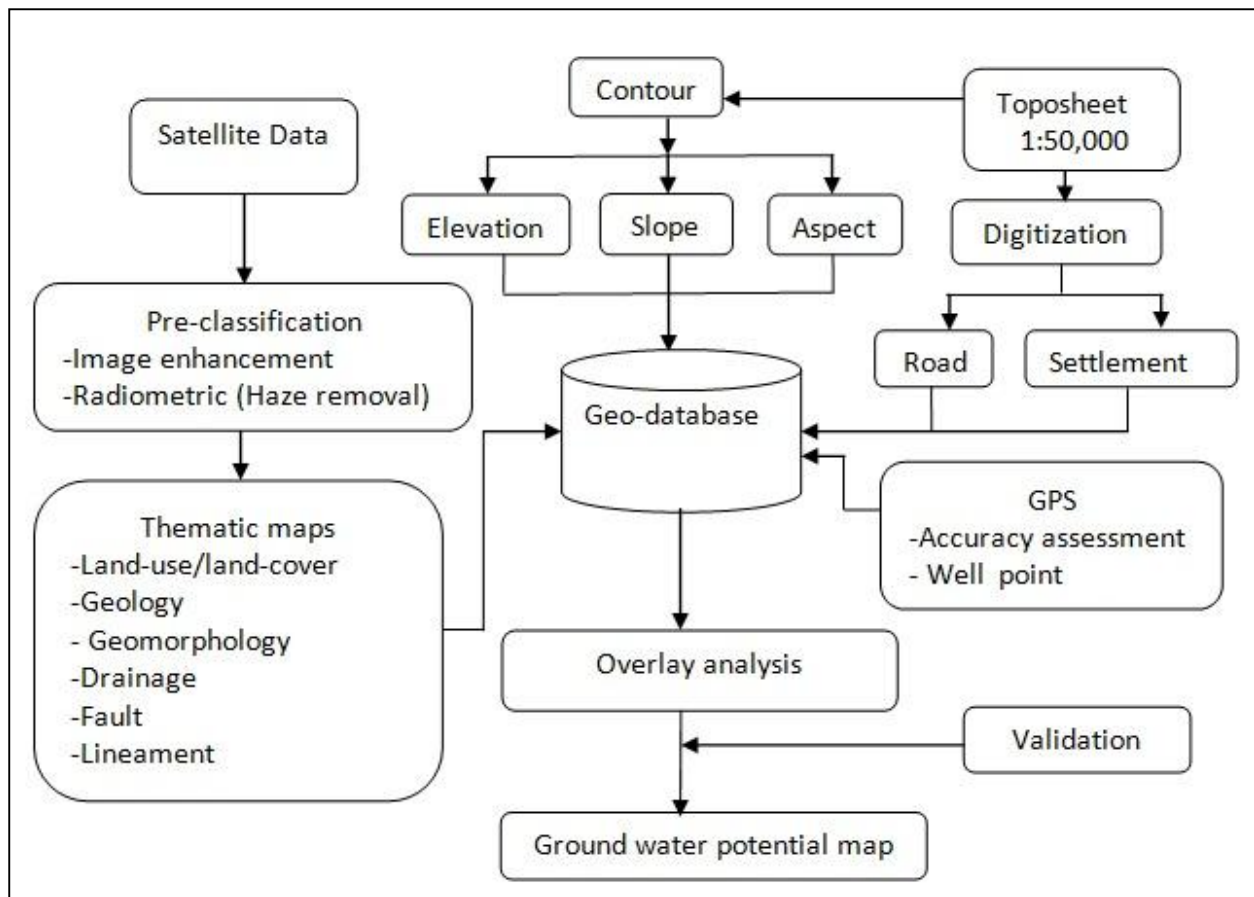 Contour
Toposheet
1:50,000
Satellite Data
Elevation
Slope
Aspect
Digitization
Pre-classification
-Image enhancement
-Radiometric (Haze removal)
Road
Settlement
Geo-database
GPS
-Accuracy assessment
- Well point
Thematic maps
-Land-use/land-cover
-Geology
- Geomorphology
-Drainage
-Fault
-Lineament
Overlay analysis
Validation
Ground water potential map